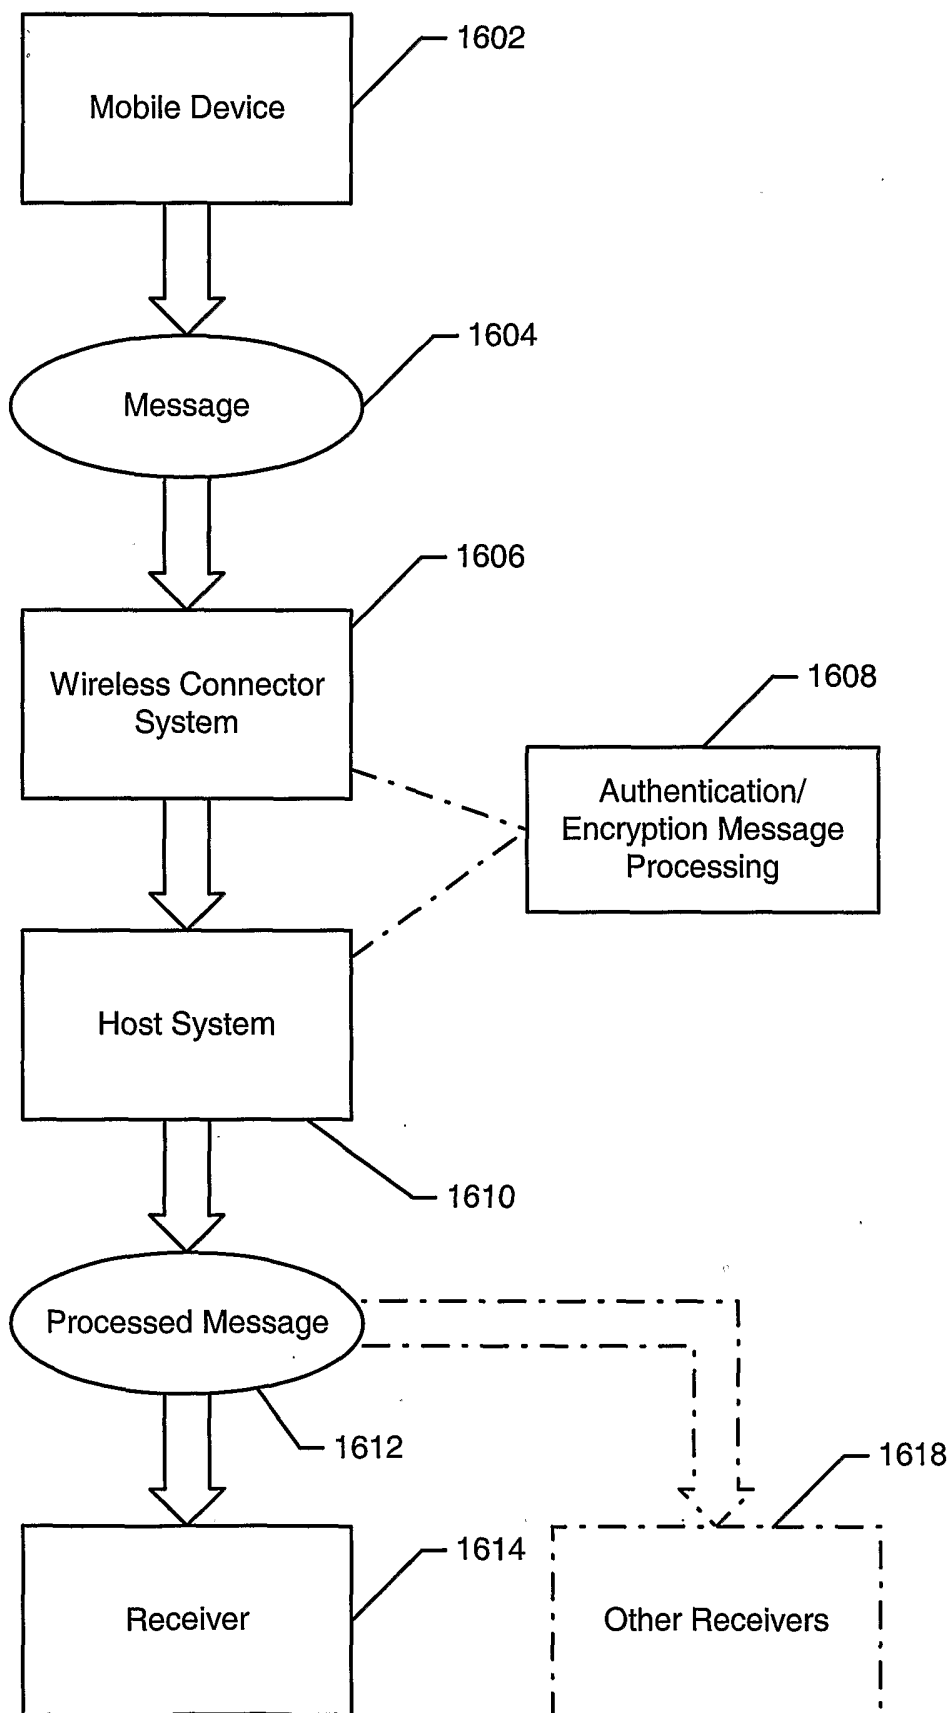 1602
Mobile Device
1604
Message
1606
Wireless Connector
System
1608
Authentication/
Encryption Message
Processing
Host System
1610
Processed Message
1612
1618
1614
Receiver
Other Receivers